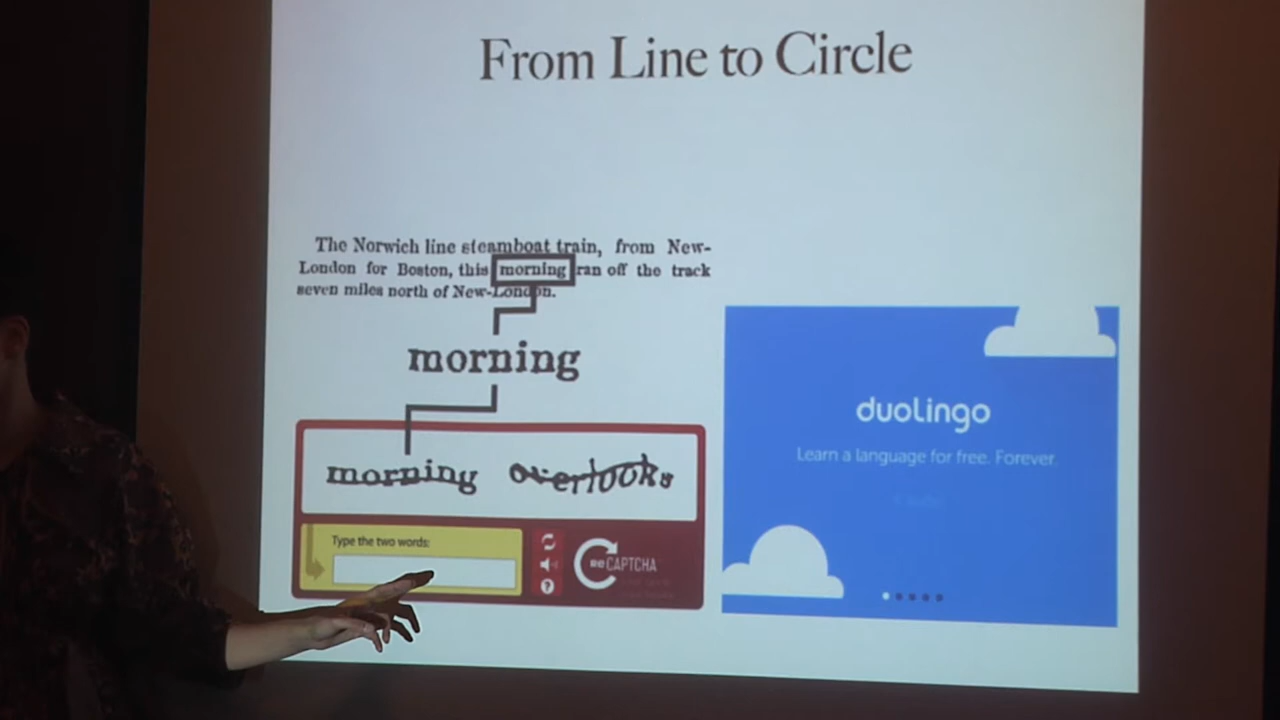 From Line to Circle
The Norwich line steamboat train, from New-
London for Boston, this morning ran off the track
seven miles north of New-London.
morning
morning overlooks
Type the two words:
reCAPTCHA
duolingo
Learn a language for free. Forever.